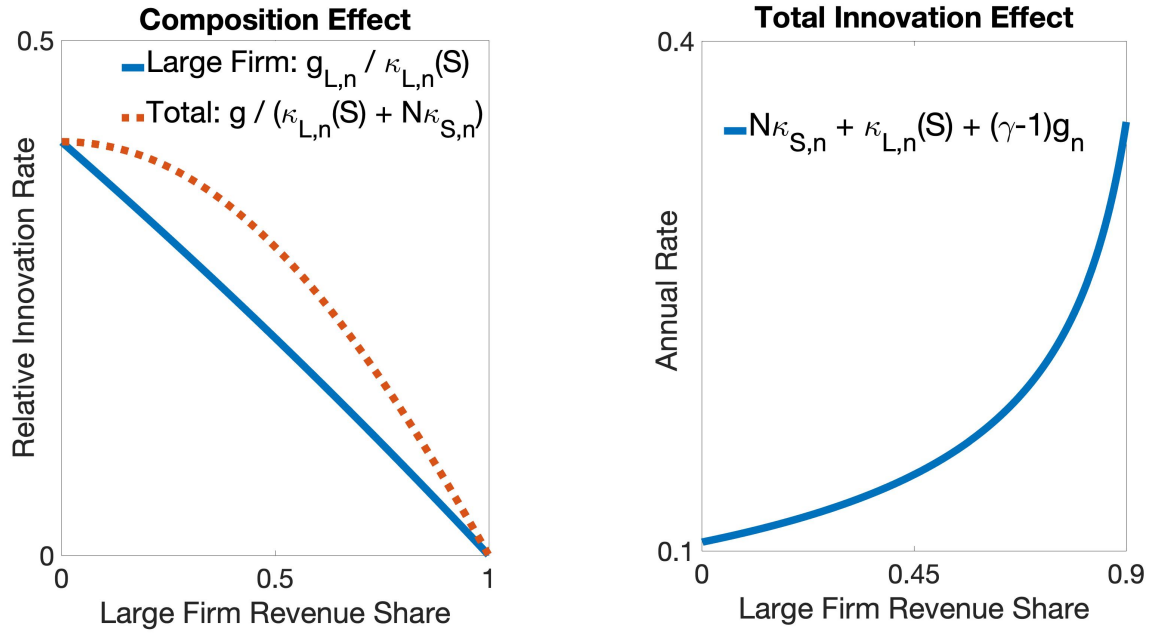 Composition Effect
0.5
Large Firm: g_{L,n} / κ_{L,n}(S)
Total: g / (κ_{L,n}(S) + Nκ_{S,n})
Relative Innovation Rate
0
0
0.5
1
Large Firm Revenue Share
Total Innovation Effect
0.4
Nκ_{S,n} + κ_{L,n}(S) + (γ-1)g_n
Annual Rate
0.1
0
0.45
0.9
Large Firm Revenue Share